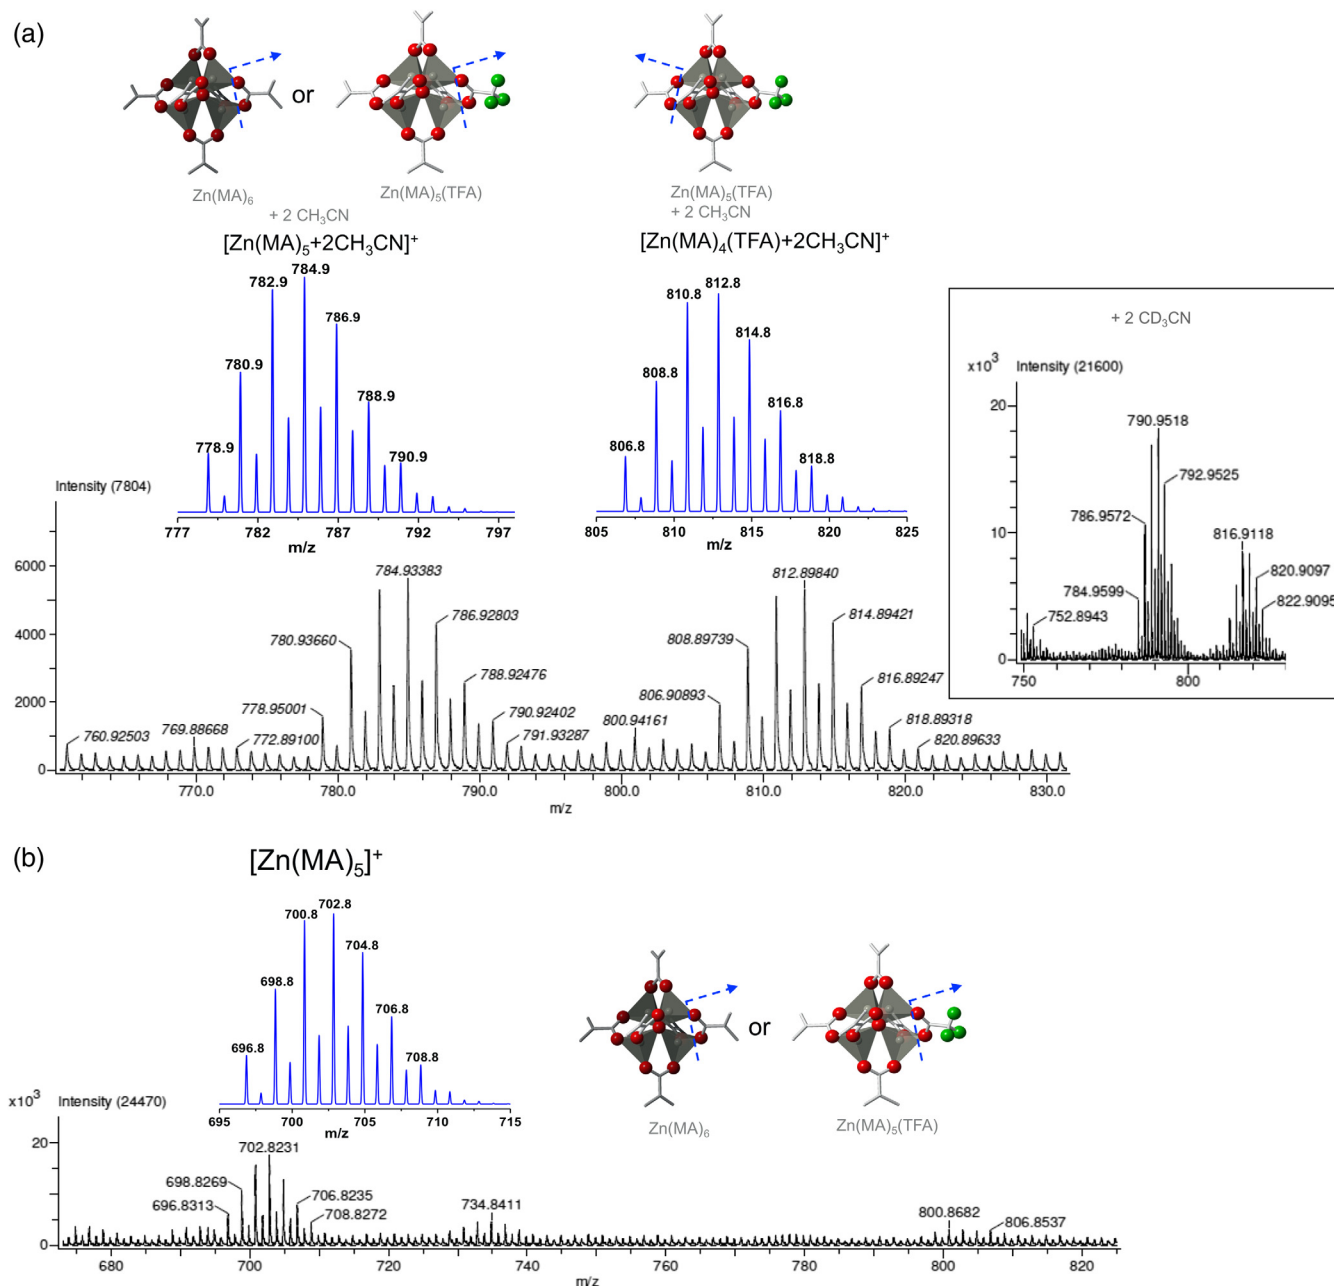 (a)
or
Zn(MA)₆
Zn(MA)₅(TFA)
+ 2 CH₃CN
[Zn(MA)₅+2CH₃CN]⁺
Zn(MA)₅(TFA)
+ 2 CH₃CN
[Zn(MA)₄(TFA)+2CH₃CN]⁺
778.9
780.9
782.9
784.9
786.9
788.9
790.9
777 782 787 792 797
m/z
806.8
808.8
810.8
812.8
814.8
816.8
818.8
805 810 815 820 825
m/z
+ 2 CD₃CN
x10³ Intensity (21600)
20
10
0
752.8943
784.9599
786.9572
790.9518
792.9525
816.9118
820.9097
822.9095
750 800
Intensity (7804)
6000
4000
2000
0
760.92503
769.88668
772.89100
778.95001
780.93660
784.93383
786.92803
788.92476
790.92402
791.93287
800.94161
806.90893
808.89739
812.89840
814.89421
816.89247
818.89318
820.89633
770.0 780.0 790.0 800.0 810.0 820.0 830.0
m/z
(b)
[Zn(MA)₅]⁺
696.8
698.8
700.8
702.8
704.8
706.8
708.8
695 700 705 710 715
m/z
or
Zn(MA)₆
Zn(MA)₅(TFA)
x10³ Intensity (24470)
20
0
696.8313
698.8269
702.8231
706.8235
708.8272
734.8411
800.8682
806.8537
680 700 720 740 760 780 800 820
m/z